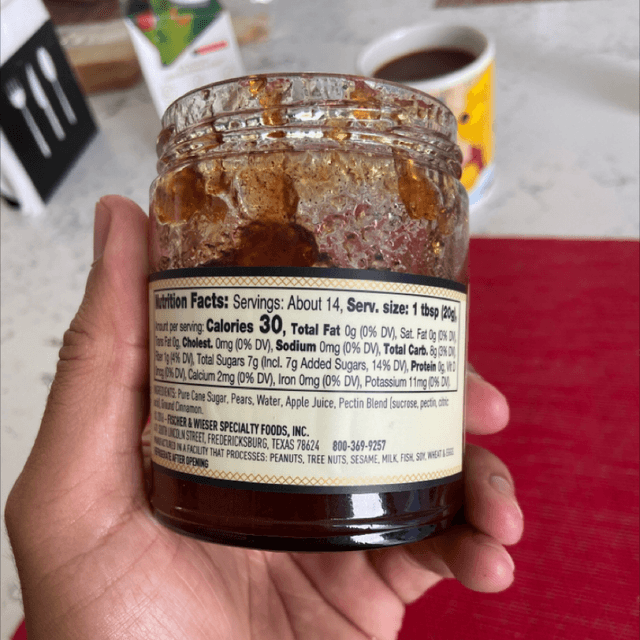 Nutrition Facts: Servings: About 14, Serv. size: 1 tbsp (20g),
Amount per serving: Calories 30, Total Fat 0g (0% DV), Sat. Fat 0g (0% DV),
Trans Fat 0g, Cholest. 0mg (0% DV), Sodium 0mg (0% DV), Total Carb. 8g (3% DV),
Fiber 1g (4% DV), Total Sugars 7g (Incl. 7g Added Sugars, 14% DV), Protein 0g, Vit. D
0mcg (0% DV), Calcium 2mg (0% DV), Iron 0mg (0% DV), Potassium 11mg (0% DV).
INGREDIENTS: Pure Cane Sugar, Pears, Water, Apple Juice, Pectin Blend (sucrose, pectin, citric
acid), Ground Cinnamon.
FISCHER & WIESER SPECIALTY FOODS, INC.
LINCOLN STREET, FREDERICKSBURG, TEXAS 78624 800-369-9257
MANUFACTURED IN A FACILITY THAT PROCESSES: PEANUTS, TREE NUTS, SESAME, MILK, FISH, SOY, WHEAT & EGGS
REFRIGERATE AFTER OPENING